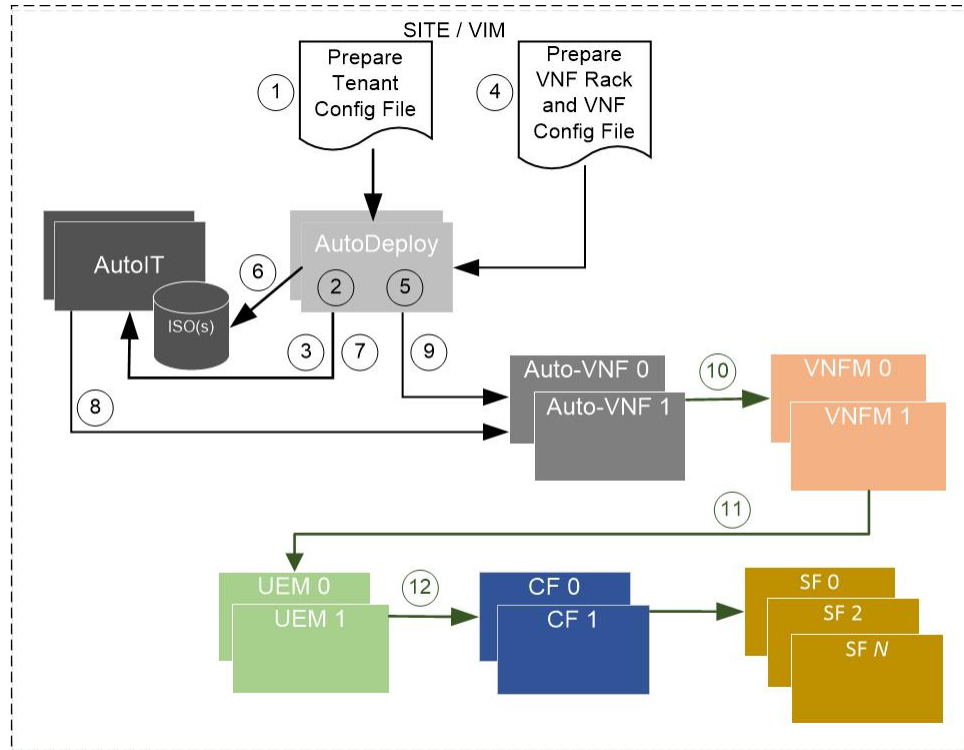 SITE / VIM
1
Prepare
Tenant
Config File
4
Prepare
VNF Rack
and VNF
Config File
AutoIT
ISO(s)
6
AutoDeploy
2
5
3
7
9
8
Auto-VNF 0
Auto-VNF 1
10
VNFM 0
VNFM 1
11
UEM 0
UEM 1
12
CF 0
CF 1
SF 0
SF 2
SF N